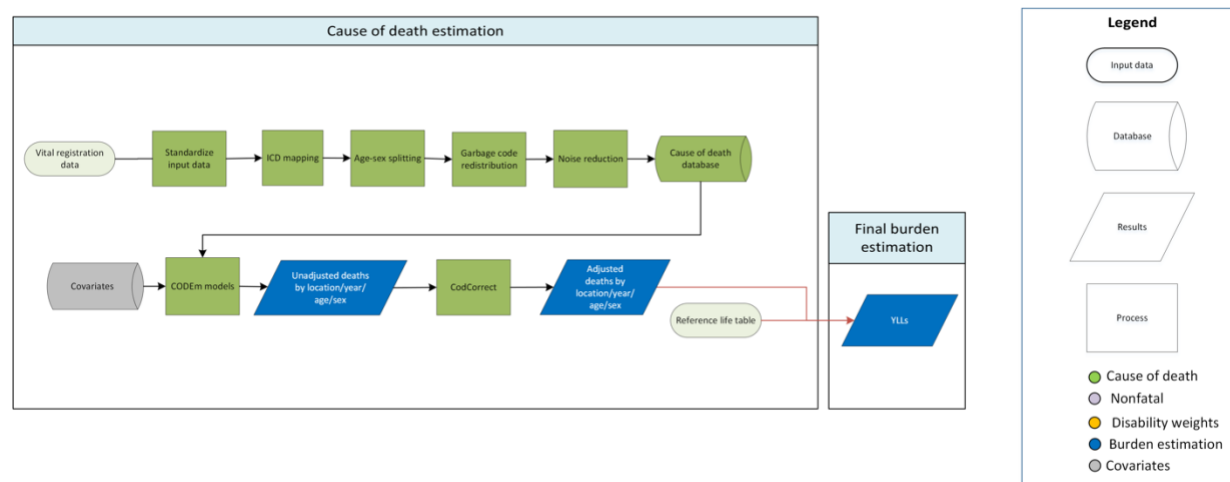 Cause of death estimation
Vital registration
data
Standardize
input data
ICD mapping
Age-sex splitting
Garbage code
redistribution
Noise reduction
Cause of death
database
Covariates
CODEm models
Unadjusted deaths
by location/year/
age/sex
CodCorrect
Adjusted
deaths by
location/year/
age/sex
Reference life table
Final burden
estimation
YLLs
Legend
Input data
Database
Results
Process
Cause of death
Nonfatal
Disability weights
Burden estimation
Covariates